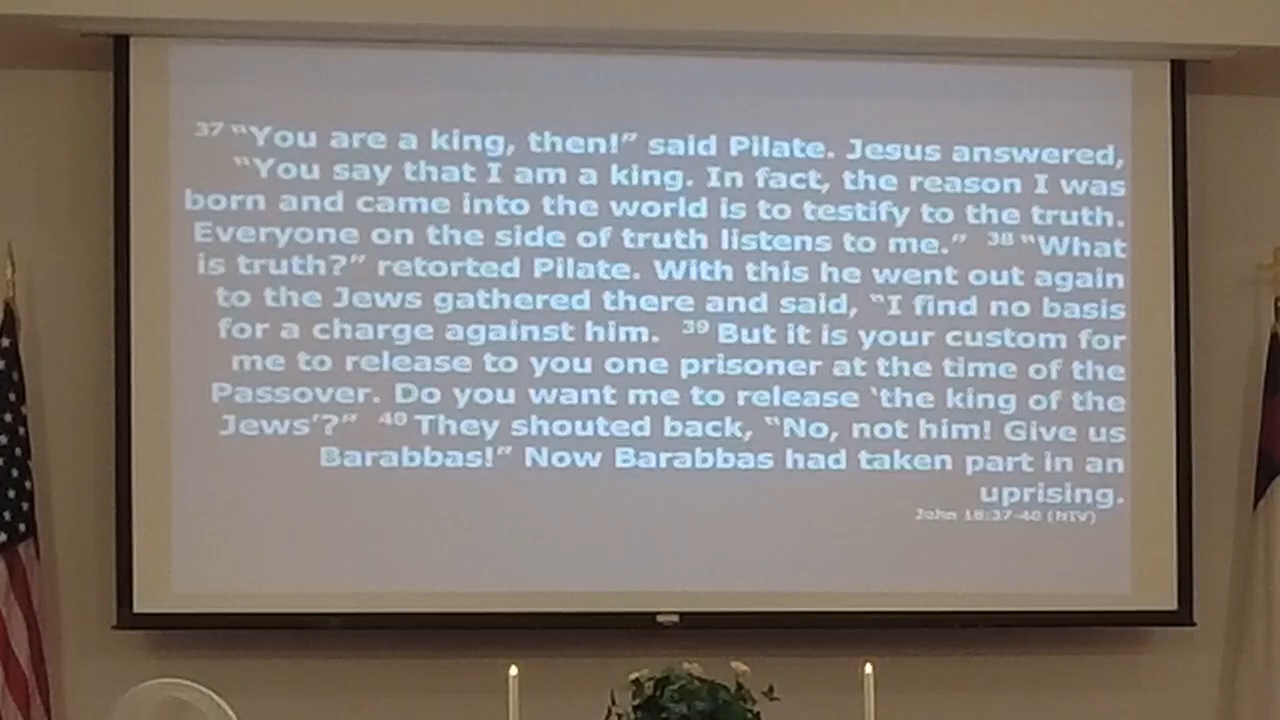 37 “You are a king, then!” said Pilate. Jesus answered,
“You say that I am a king. In fact, the reason I was
born and came into the world is to testify to the truth.
Everyone on the side of truth listens to me.” 38 “What
is truth?” retorted Pilate. With this he went out again
to the Jews gathered there and said, “I find no basis
for a charge against him. 39 But it is your custom for
me to release to you one prisoner at the time of the
Passover. Do you want me to release ‘the king of the
Jews’?” 40 They shouted back, “No, not him! Give us
Barabbas!” Now Barabbas had taken part in an
uprising.
John 18:37-40 (NIV)